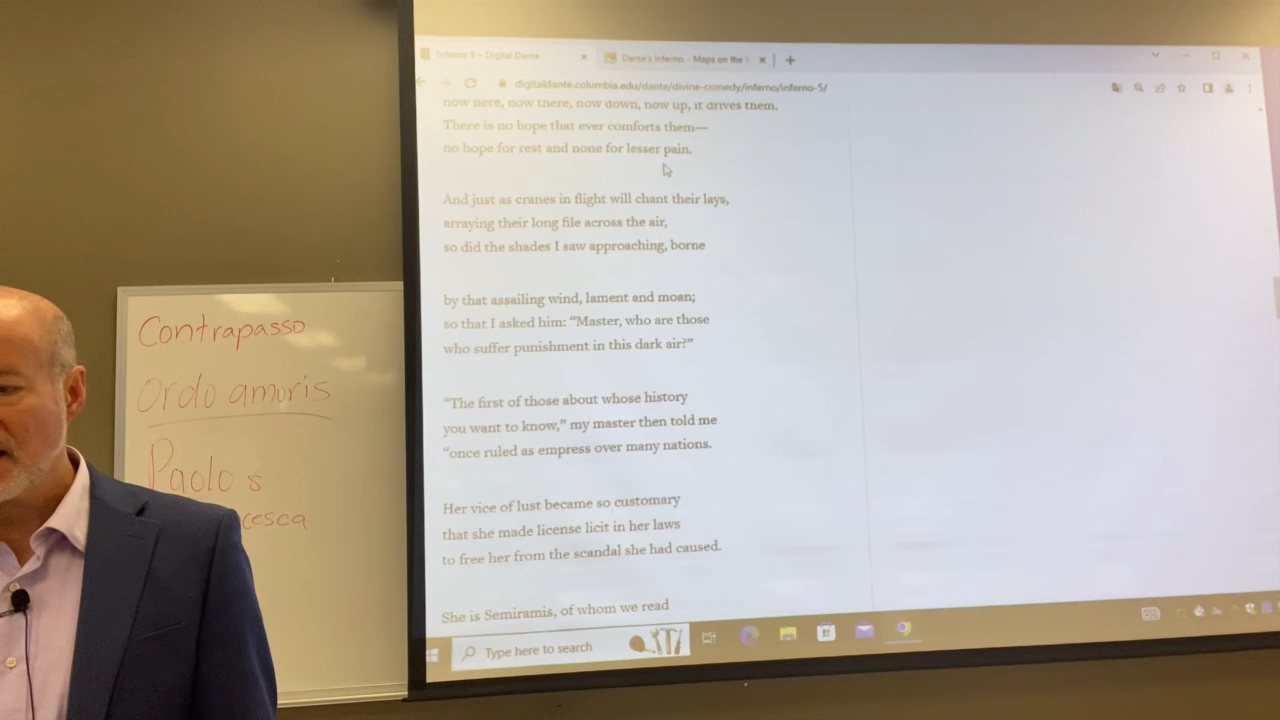 Contrapasso
Ordo amoris
Paolo &
cesca
Inferno 5 – Digital Dante
Dante's inferno. - Maps on the
digitaldante.columbia.edu/dante/divine-comedy/inferno/inferno-5/
now here, now there, now down, now up, it drives them.
There is no hope that ever comforts them—
no hope for rest and none for lesser pain.
And just as cranes in flight will chant their lays,
arraying their long file across the air,
so did the shades I saw approaching, borne
by that assailing wind, lament and moan;
so that I asked him: “Master, who are those
who suffer punishment in this dark air?”
“The first of those about whose history
you want to know,” my master then told me
“once ruled as empress over many nations.
Her vice of lust became so customary
that she made license licit in her laws
to free her from the scandal she had caused.
She is Semiramis, of whom we read
Type here to search